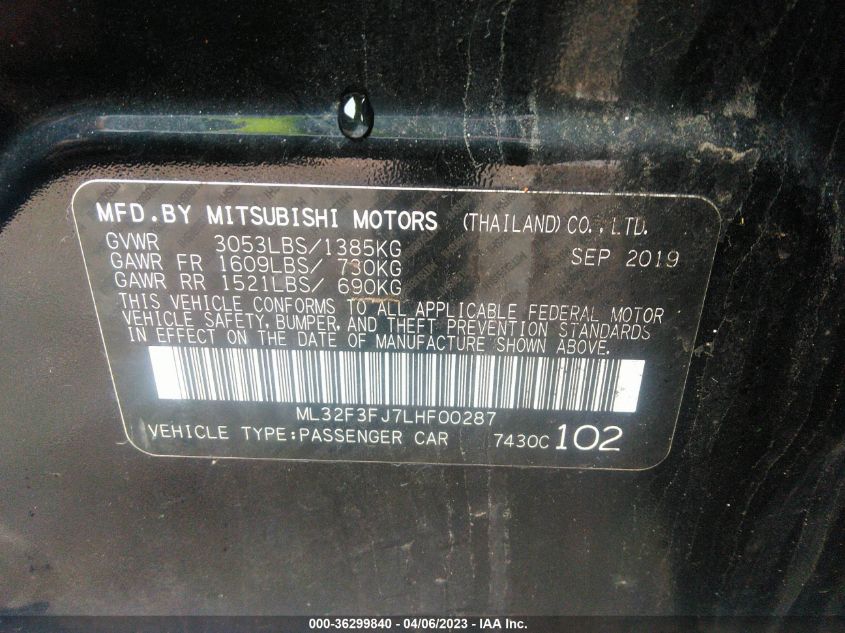 MFD.BY MITSUBISHI MOTORS (THAILAND) CO.,LTD.
GVWR 3053LBS/1385KG SEP 2019
GAWR FR 1609LBS/ 730KG
GAWR RR 1521LBS/ 690KG
THIS VEHICLE CONFORMS TO ALL APPLICABLE FEDERAL MOTOR
VEHICLE SAFETY, BUMPER, AND THEFT PREVENTION STANDARDS
IN EFFECT ON THE DATE OF MANUFACTURE SHOWN ABOVE.
ML32F3FJ7LHF00287
VEHICLE TYPE:PASSENGER CAR 7430C 102
000-36299840 - 04/06/2023 - IAA Inc.